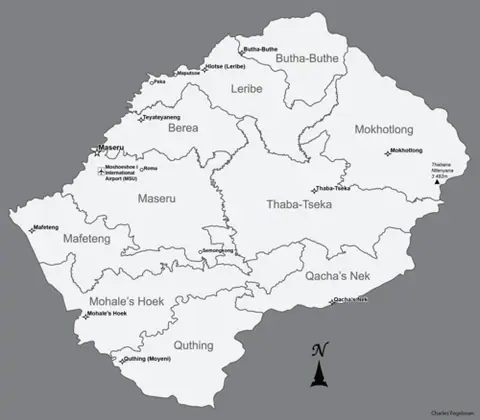 Butha-Buthe
Butha-Buthe
Hlotse (Leribe)
Maputsoe
Peka
Leribe
Teyateyaneng
Berea
Mokhotlong
Maseru
Mokhotlong
Moshoeshoe I
International
Airport (MSU)
Roma
Thabana
Ntlenyana
3 482m
Thaba-Tseka
Maseru
Thaba-Tseka
Mafeteng
Mafeteng
Semongkong
Qacha's Nek
Mohale's Hoek
Qacha's Nek
Mohale's Hoek
Quthing
Quthing (Moyeni)
N
Charles Fogelman